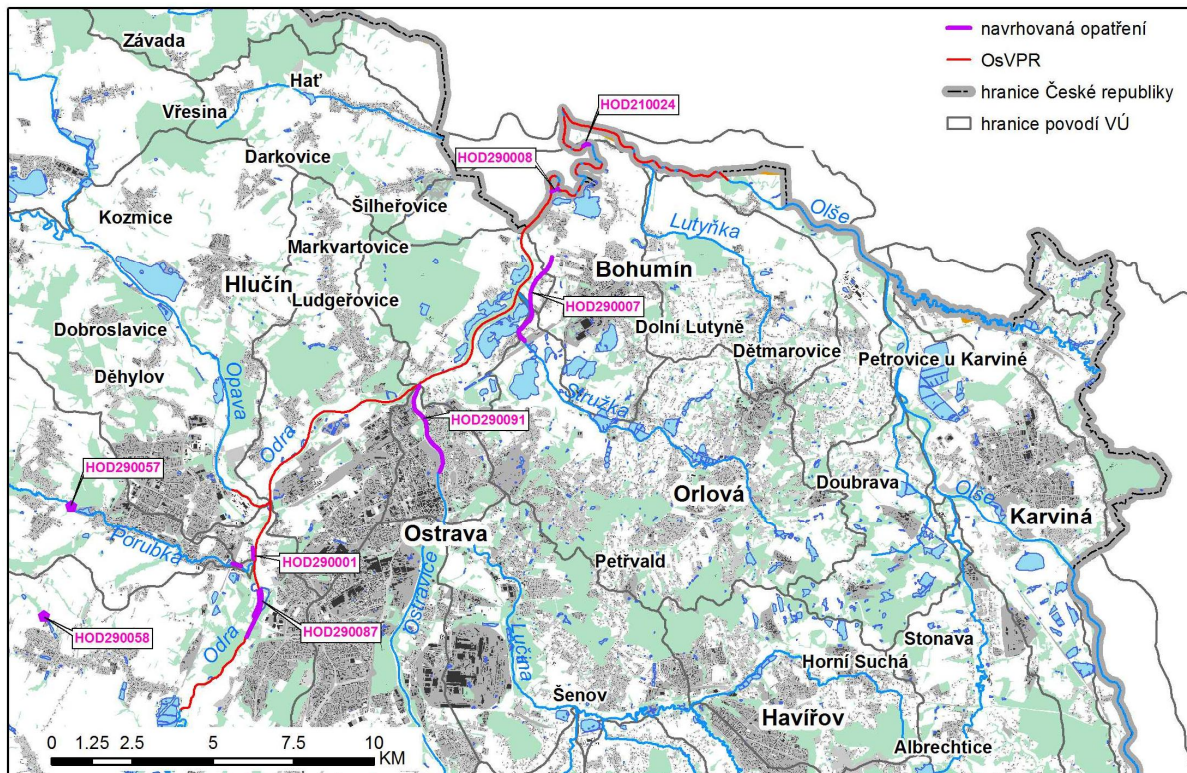 Závada
navrhovaná opatření
OsVPR
hranice České republiky
hranice povodí VÚ
Hať
Vřesina
HOD210024
Darkovice
HOD290008
Šilheřovice
Kozmice
Olše
Lutyňka
Markvartovice
Bohumín
Hlučín
Ludgeřovice
HOD290007
Dobroslavice
Dolní Lutyně
Dětmarovice
Petrovice u Karviné
Děhylov
Opava
Stružka
HOD290091
Odra
HOD290057
Orlová
Doubrava
Olše
Karviná
Porubka
Ostrava
HOD290001
Petřvald
Ostravice
HOD290058
HOD290087
Odra
Lučina
Stonava
Horní Suchá
Šenov
Havířov
Albrechtice
0 1.25 2.5 5 7.5 10
KM